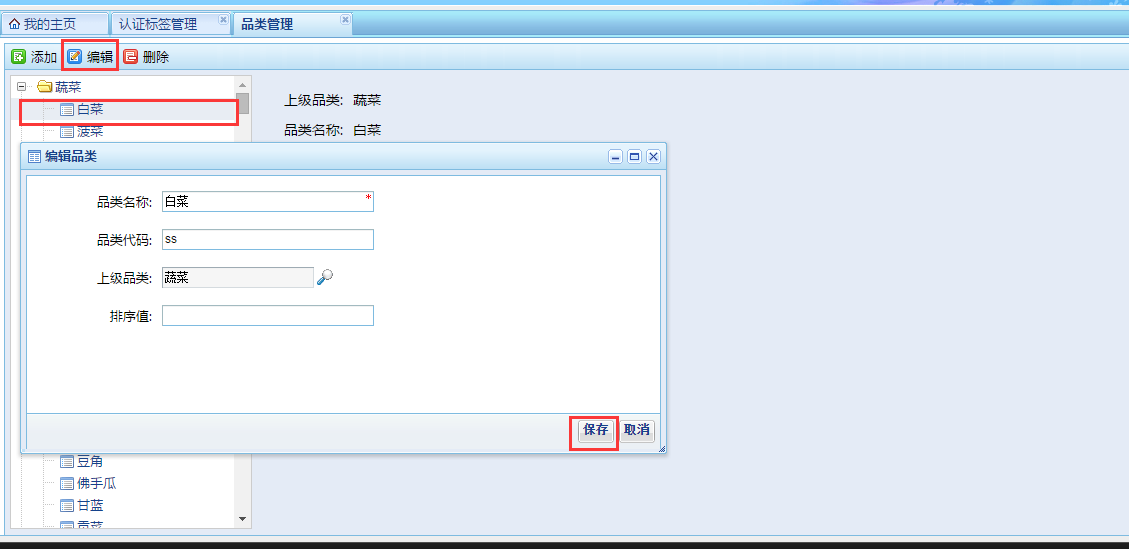 我的主页 认证标签管理 品类管理
添加 编辑 删除
蔬菜
白菜
菠菜
上级品类: 蔬菜
品类名称: 白菜
编辑品类
品类名称: 白菜 *
品类代码: ss
上级品类: 蔬菜
排序值:
保存 取消
豆角
佛手瓜
甘蓝